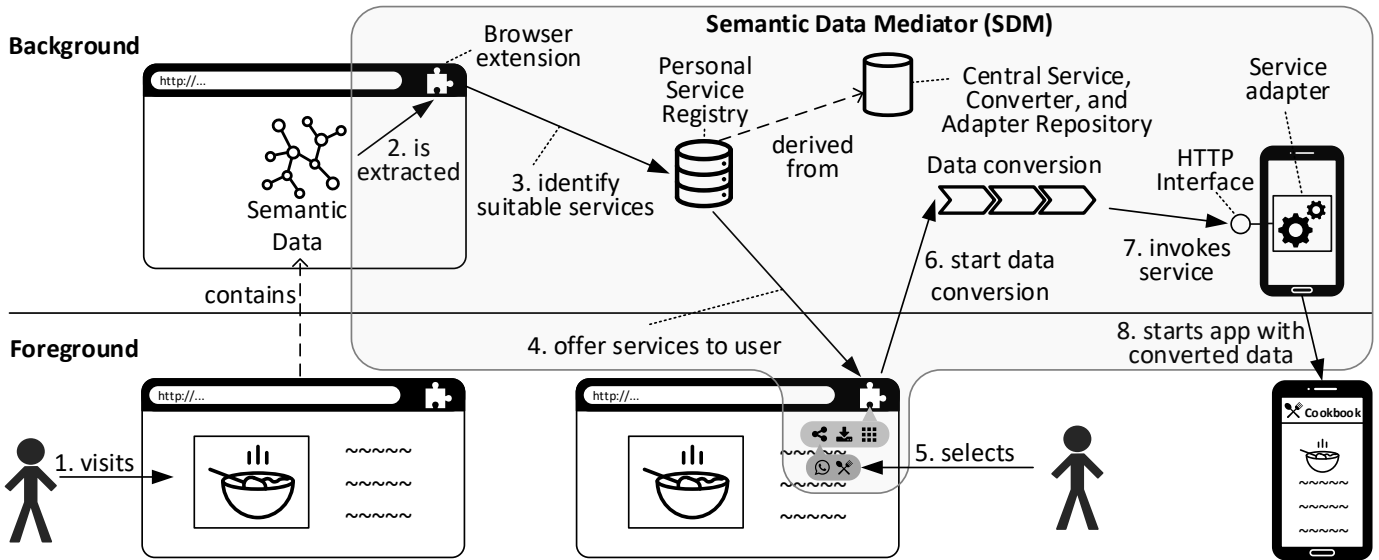 Semantic Data Mediator (SDM)
Background
Browser
extension
http://...
2. is
extracted
Semantic
Data
contains
3. identify
suitable services
Personal
Service
Registry
derived
from
Central Service,
Converter, and
Adapter Repository
Data conversion
Service
adapter
HTTP
Interface
6. start data
conversion
7. invokes
service
Foreground
4. offer services to user
8. starts app with
converted data
http://...
1. visits
~~~~~
~~~~~
~~~~~
http://...
~~~~~
~~~~~
~~~~~
5. selects
Cookbook
~~~~~
~~~~~
~~~~~